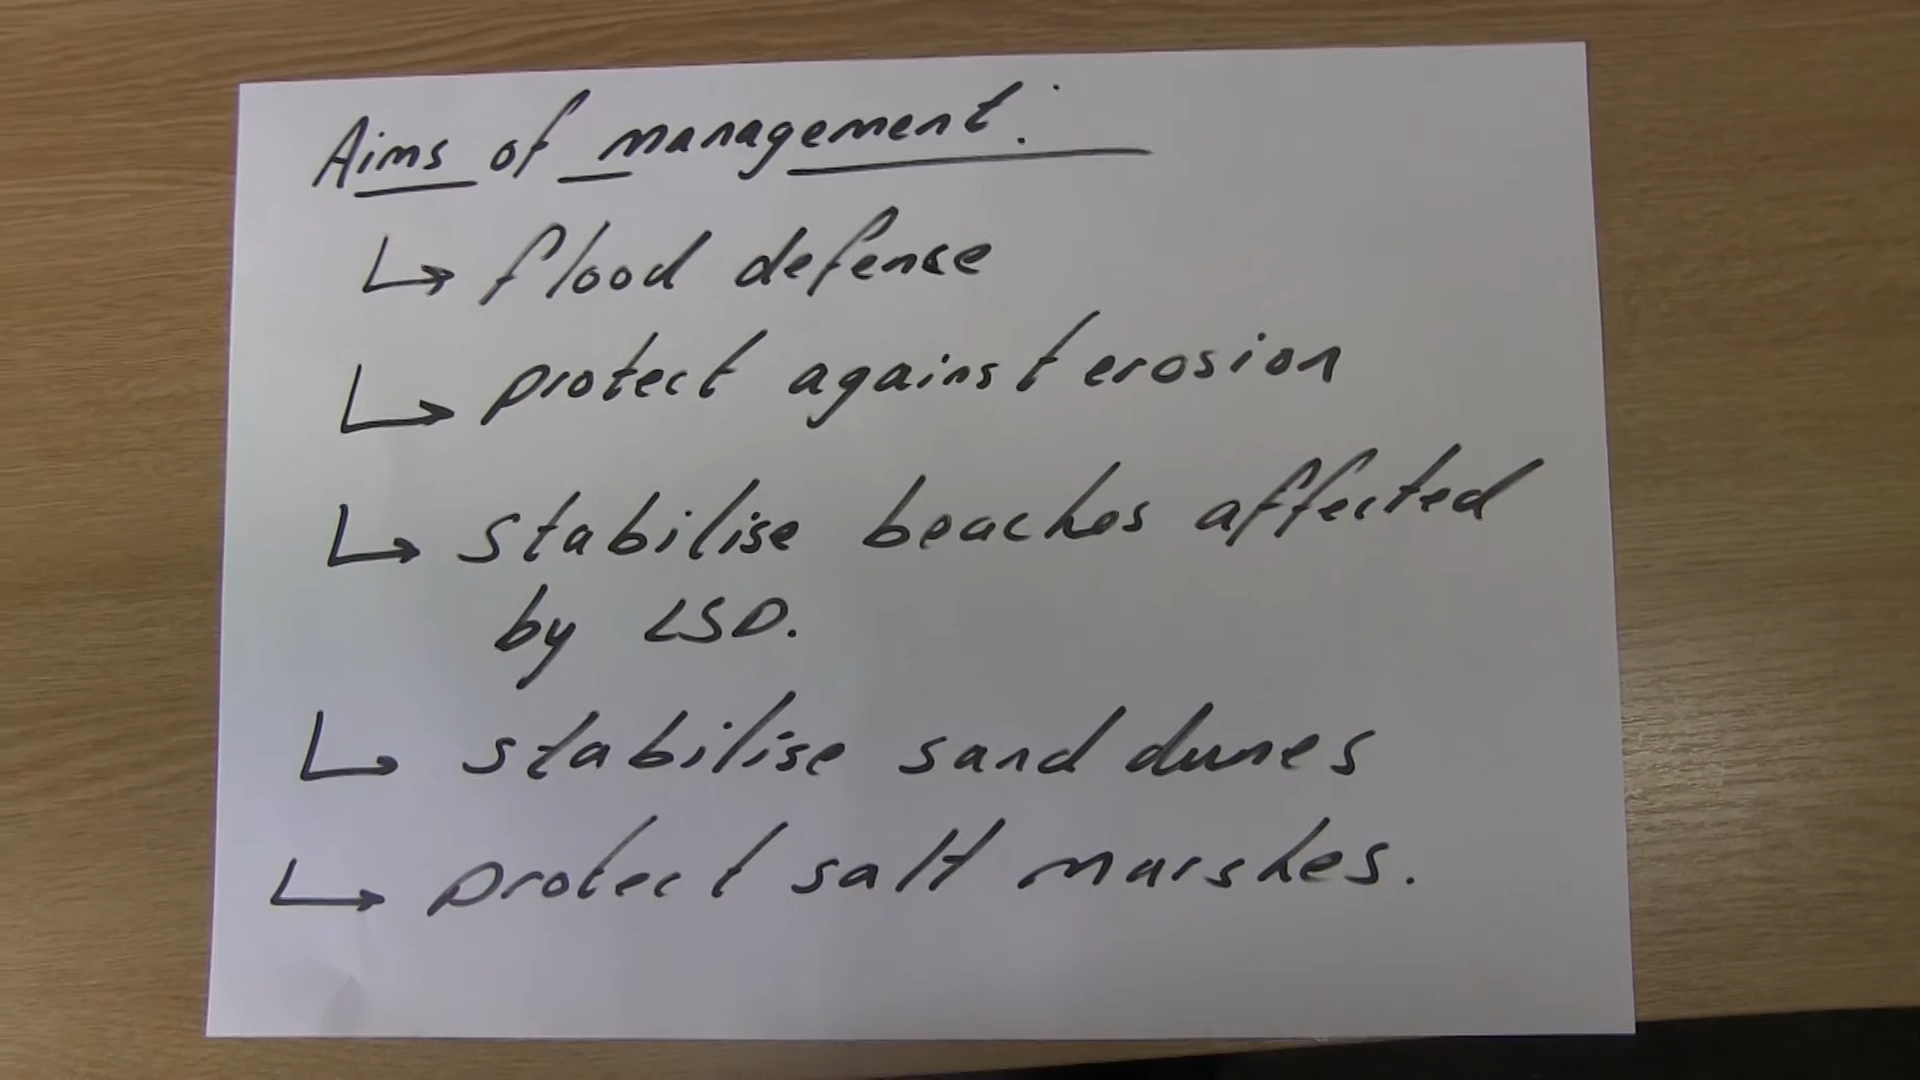 Aims of management:
↳ flood defense
↳ protect against erosion
↳ stabilise beaches affected
by LSD.
↳ stabilise sand dunes
↳ protect salt marshes.